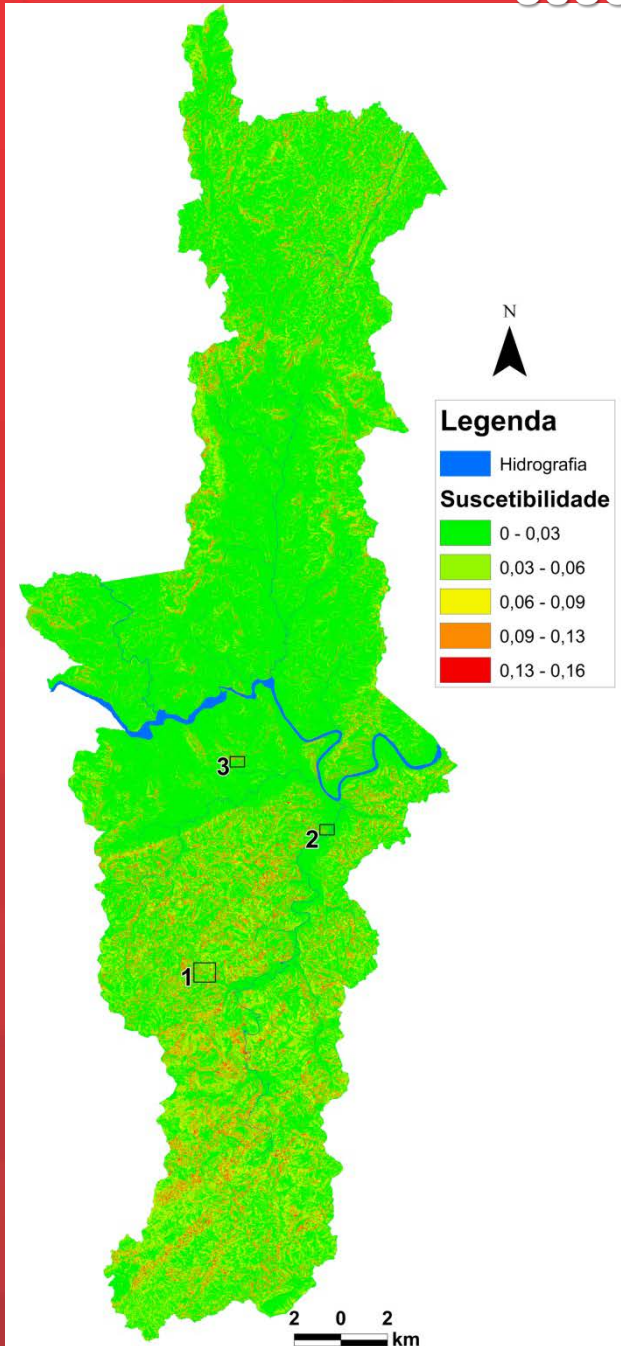 N
Legenda
Hidrografia
Suscetibilidade
0 - 0,03
0,03 - 0,06
0,06 - 0,09
0,09 - 0,13
0,13 - 0,16
3
2
1
2 0 2
km